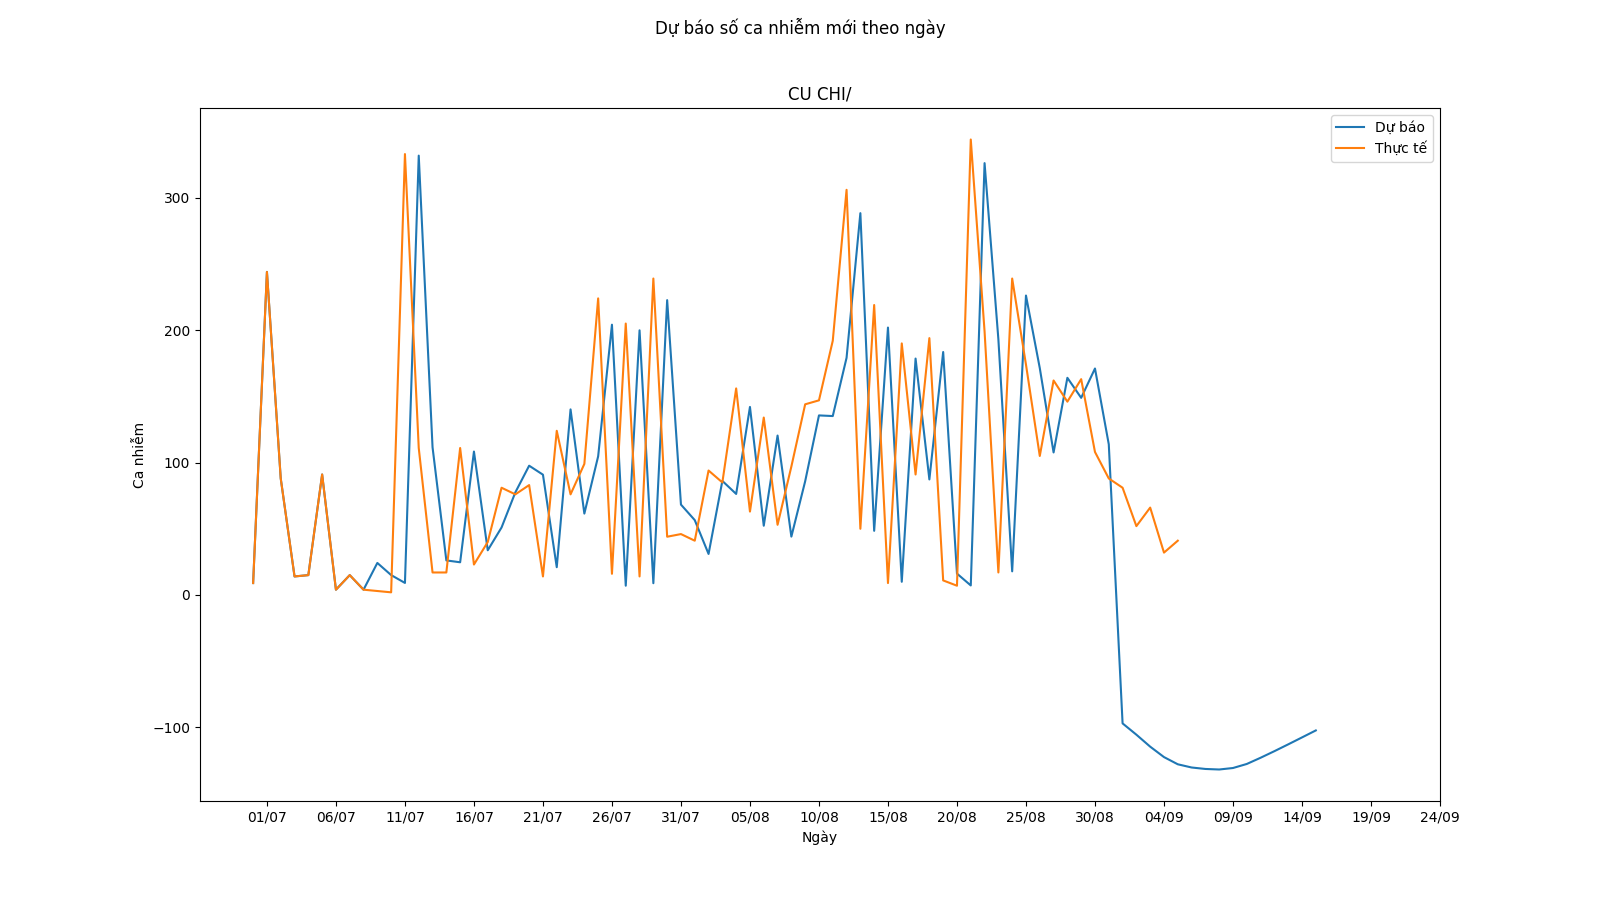 Dự báo số ca nhiễm mới theo ngày
CU CHI/
Dự báo
Thực tế
Ca nhiễm
300
200
100
0
−100
01/07 06/07 11/07 16/07 21/07 26/07 31/07 05/08 10/08 15/08 20/08 25/08 30/08 04/09 09/09 14/09 19/09 24/09
Ngày